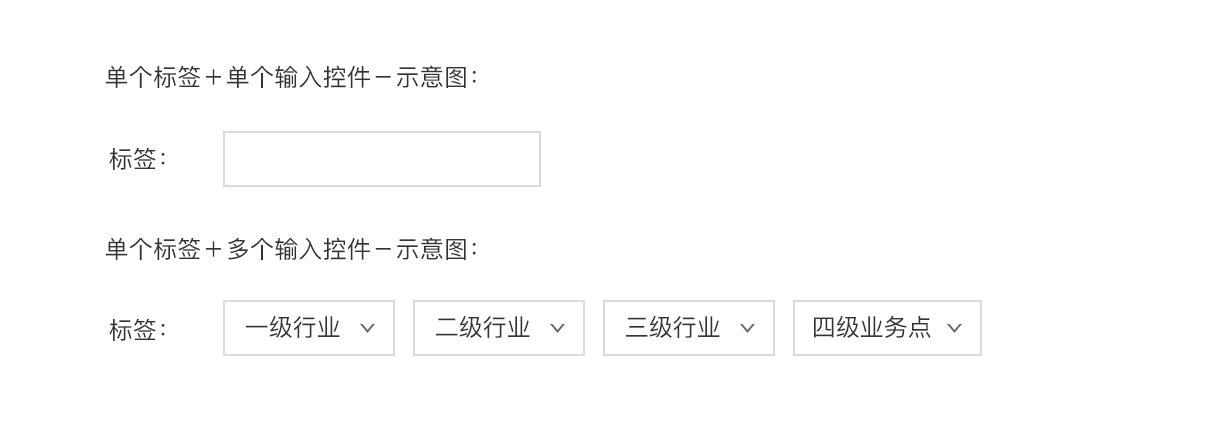 单个标签＋单个输入控件－示意图：
标签：
单个标签＋多个输入控件－示意图：
标签： 一级行业 二级行业 三级行业 四级业务点